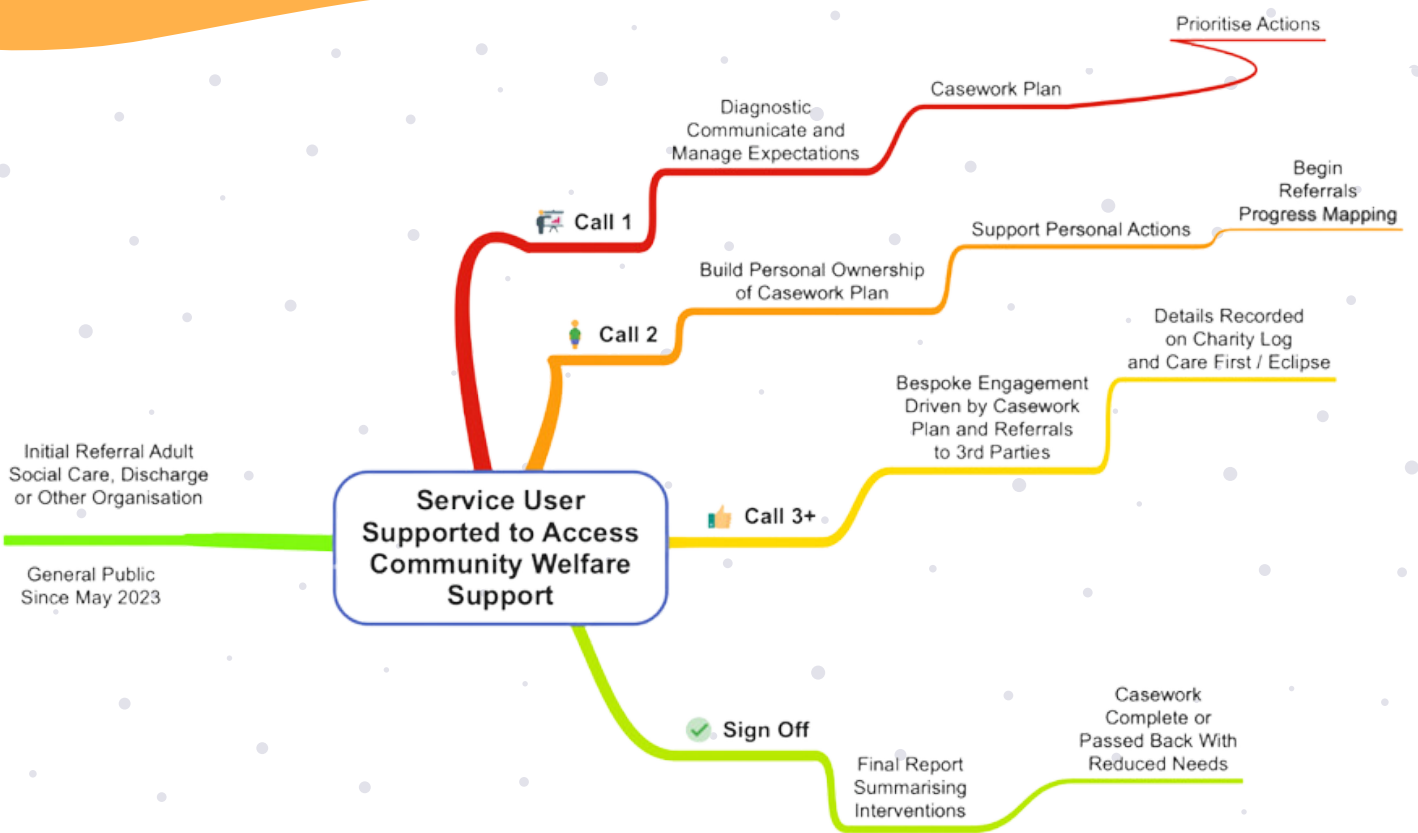 Prioritise Actions
Casework Plan
Diagnostic
Communicate and
Manage Expectations
Call 1
Begin
Referrals
Progress Mapping
Support Personal Actions
Build Personal Ownership
of Casework Plan
Call 2
Details Recorded
on Charity Log
and Care First / Eclipse
Bespoke Engagement
Driven by Casework
Plan and Referrals
to 3rd Parties
Call 3+
Initial Referral Adult
Social Care, Discharge
or Other Organisation
General Public
Since May 2023
Service User
Supported to Access
Community Welfare
Support
Sign Off
Final Report
Summarising
Interventions
Casework
Complete or
Passed Back With
Reduced Needs